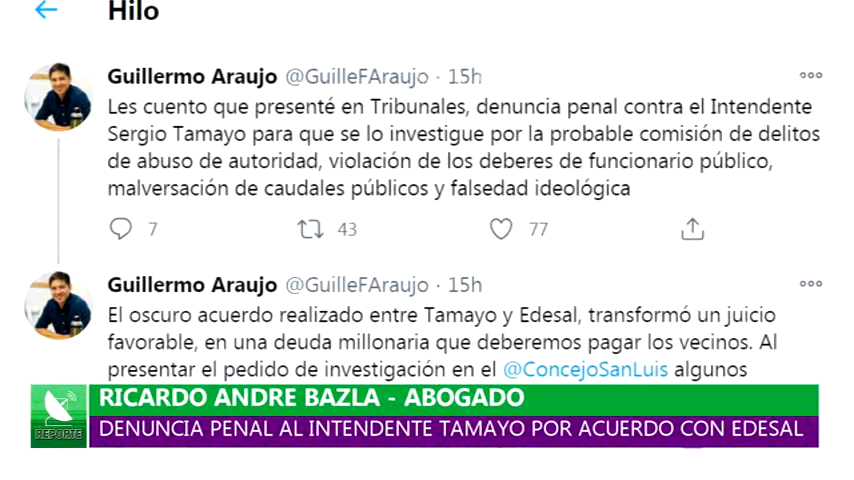 Hilo
Guillermo Araujo @GuilleFAraujo · 15h
Les cuento que presenté en Tribunales, denuncia penal contra el Intendente
Sergio Tamayo para que se lo investigue por la probable comisión de delitos
de abuso de autoridad, violación de los deberes de funcionario público,
malversación de caudales públicos y falsedad ideológica
7 43 77
Guillermo Araujo @GuilleFAraujo · 15h
El oscuro acuerdo realizado entre Tamayo y Edesal, transformó un juicio
favorable, en una deuda millonaria que deberemos pagar los vecinos. Al
presentar el pedido de investigación en el @ConcejoSanLuis algunos
RICARDO ANDRE BAZLA - ABOGADO
REPORTE
DENUNCIA PENAL AL INTENDENTE TAMAYO POR ACUERDO CON EDESAL